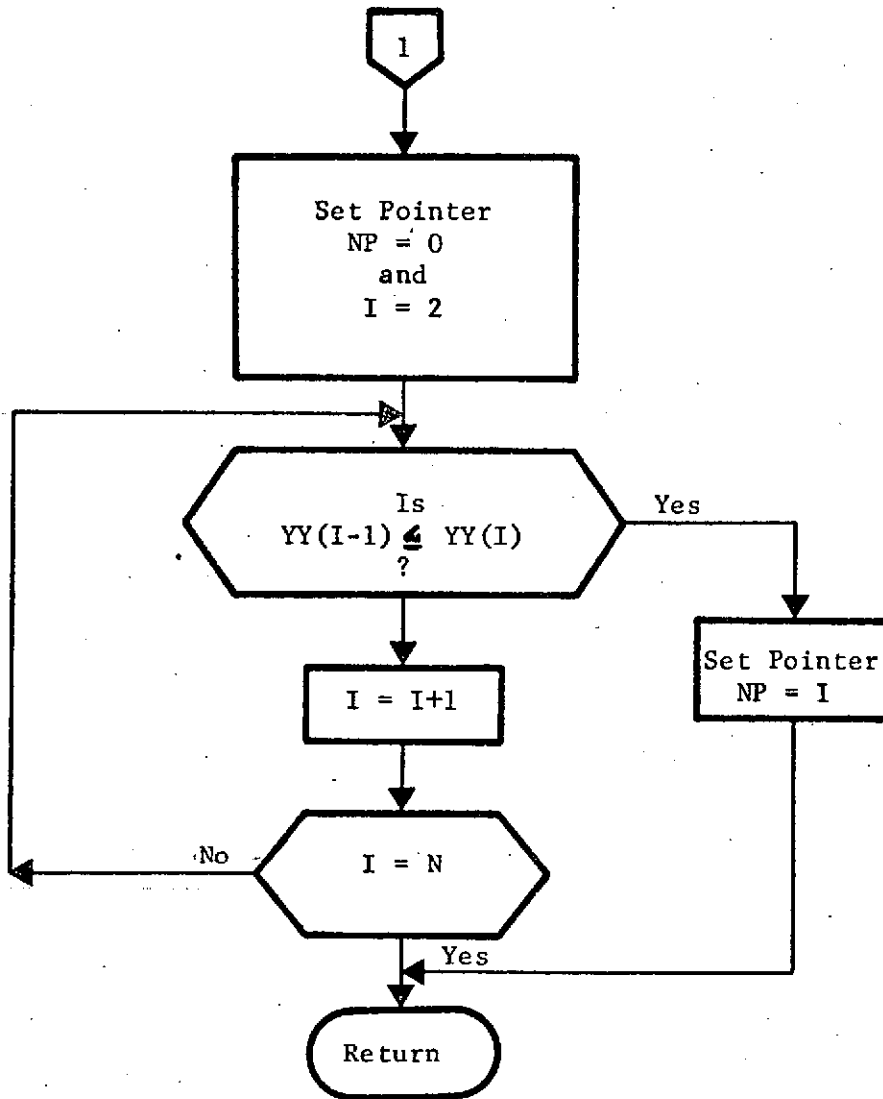 1
Set Pointer
NP = 0
and
I = 2
Is
YY(I-1) ≤ YY(I)
?
Yes
Set Pointer
NP = I
I = I+1
I = N
No
Yes
Return